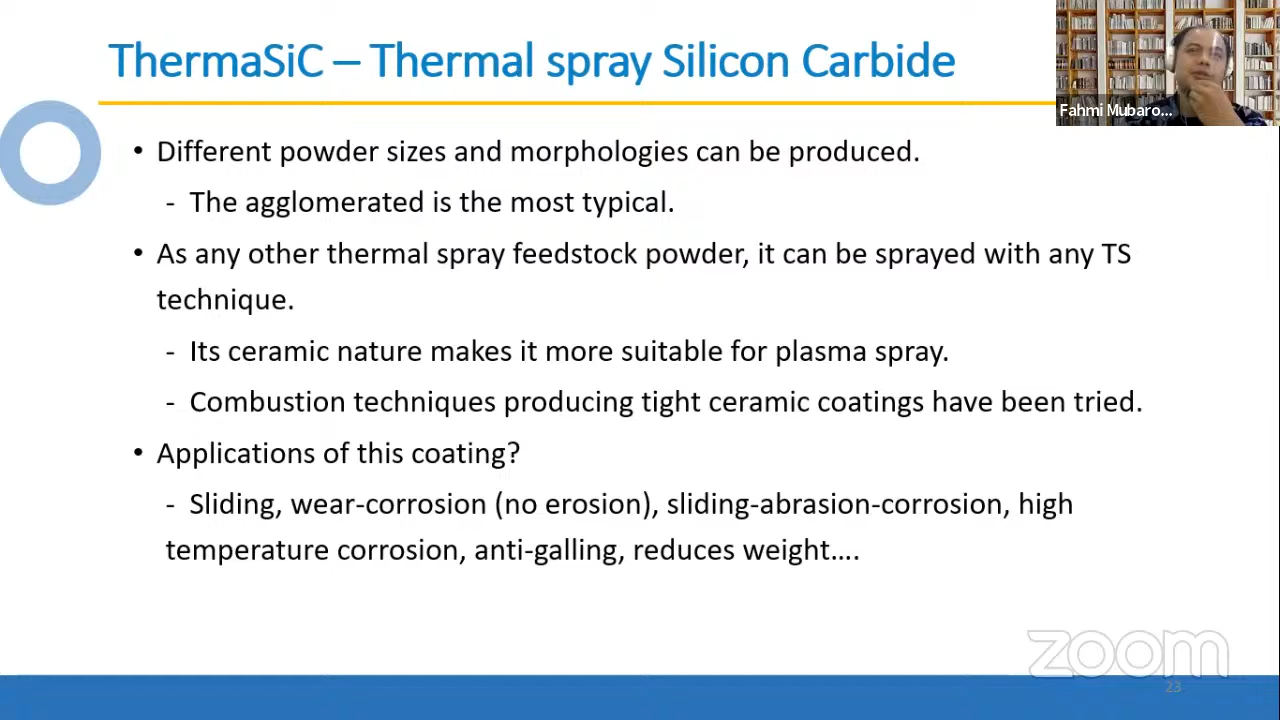 ThermaSiC – Thermal spray Silicon Carbide
Fahmi Mubaro...
• Different powder sizes and morphologies can be produced.
- The agglomerated is the most typical.
• As any other thermal spray feedstock powder, it can be sprayed with any TS
technique.
- Its ceramic nature makes it more suitable for plasma spray.
- Combustion techniques producing tight ceramic coatings have been tried.
• Applications of this coating?
- Sliding, wear-corrosion (no erosion), sliding-abrasion-corrosion, high
temperature corrosion, anti-galling, reduces weight….
zoom
23